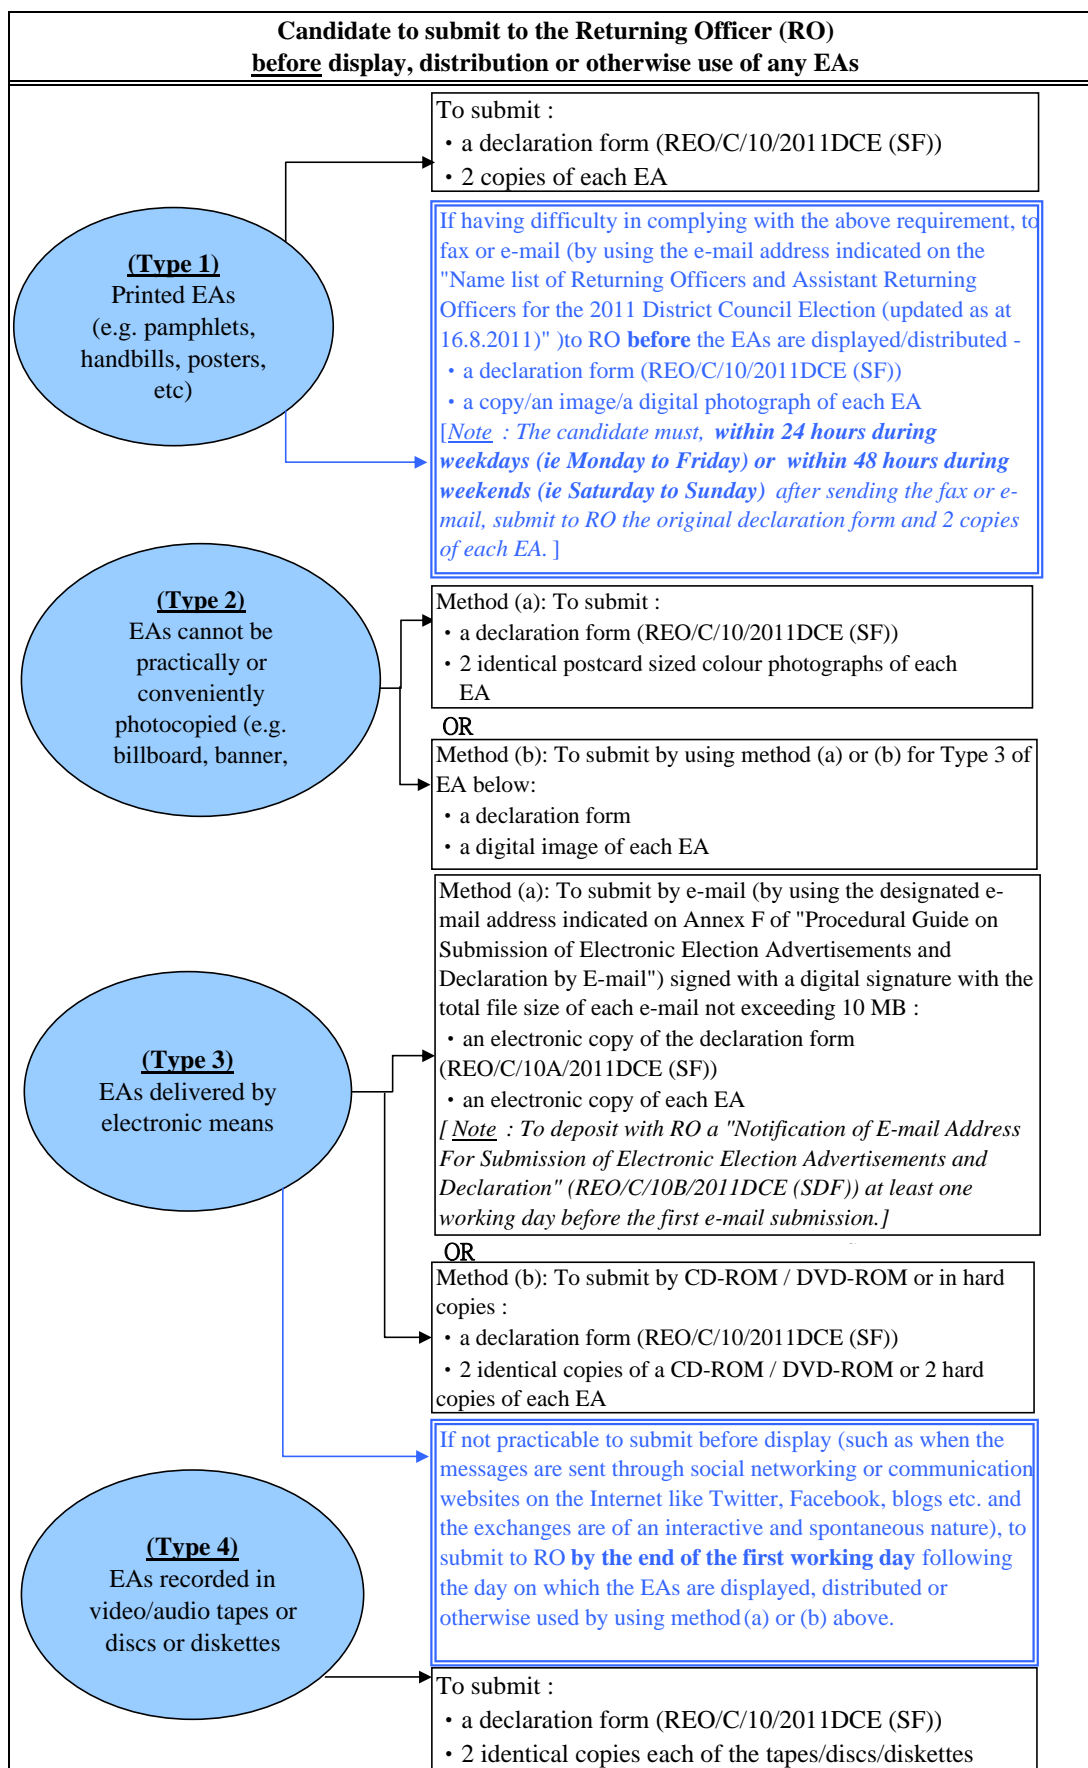 Candidate to submit to the Returning Officer (RO)
before display, distribution or otherwise use of any EAs
(Type 1)
Printed EAs
(e.g. pamphlets,
handbills, posters,
etc)
To submit :
・a declaration form (REO/C/10/2011DCE (SF))
・2 copies of each EA
If having difficulty in complying with the above requirement, to
fax or e-mail (by using the e-mail address indicated on the
"Name list of Returning Officers and Assistant Returning
Officers for the 2011 District Council Election (updated as at
16.8.2011)" )to RO before the EAs are displayed/distributed -
・a declaration form (REO/C/10/2011DCE (SF))
・a copy/an image/a digital photograph of each EA
[Note : The candidate must, within 24 hours during
weekdays (ie Monday to Friday) or within 48 hours during
weekends (ie Saturday to Sunday) after sending the fax or e-
mail, submit to RO the original declaration form and 2 copies
of each EA. ]
(Type 2)
EAs cannot be
practically or
conveniently
photocopied (e.g.
billboard, banner,
Method (a): To submit :
・a declaration form (REO/C/10/2011DCE (SF))
・2 identical postcard sized colour photographs of each
EA
OR
Method (b): To submit by using method (a) or (b) for Type 3 of
EA below:
・a declaration form
・a digital image of each EA
(Type 3)
EAs delivered by
electronic means
Method (a): To submit by e-mail (by using the designated e-
mail address indicated on Annex F of "Procedural Guide on
Submission of Electronic Election Advertisements and
Declaration by E-mail") signed with a digital signature with the
total file size of each e-mail not exceeding 10 MB :
・an electronic copy of the declaration form
(REO/C/10A/2011DCE (SF))
・an electronic copy of each EA
[ Note : To deposit with RO a "Notification of E-mail Address
For Submission of Electronic Election Advertisements and
Declaration" (REO/C/10B/2011DCE (SDF)) at least one
working day before the first e-mail submission.]
OR
Method (b): To submit by CD-ROM / DVD-ROM or in hard
copies :
・a declaration form (REO/C/10/2011DCE (SF))
・2 identical copies of a CD-ROM / DVD-ROM or 2 hard
copies of each EA
If not practicable to submit before display (such as when the
messages are sent through social networking or communication
websites on the Internet like Twitter, Facebook, blogs etc. and
the exchanges are of an interactive and spontaneous nature), to
submit to RO by the end of the first working day following
the day on which the EAs are displayed, distributed or
otherwise used by using method (a) or (b) above.
(Type 4)
EAs recorded in
video/audio tapes or
discs or diskettes
To submit :
・a declaration form (REO/C/10/2011DCE (SF))
・2 identical copies each of the tapes/discs/diskettes